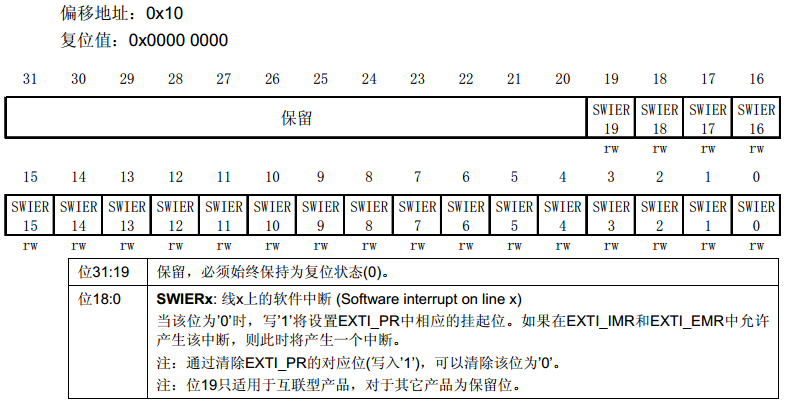 偏移地址：0x10
复位值：0x0000 0000
31 30 29 28 27 26 25 24 23 22 21 20 19 18 17 16
保留 SWIER 19 SWIER 18 SWIER 17 SWIER 16
rw rw rw rw
15 14 13 12 11 10 9 8 7 6 5 4 3 2 1 0
SWIER 15 SWIER 14 SWIER 13 SWIER 12 SWIER 11 SWIER 10 SWIER 9 SWIER 8 SWIER 7 SWIER 6 SWIER 5 SWIER 4 SWIER 3 SWIER 2 SWIER 1 SWIER 0
rw rw rw rw rw rw rw rw rw rw rw rw rw rw rw rw
位31:19 保留，必须始终保持为复位状态(0)。
位18:0 SWIERx: 线x上的软件中断 (Software interrupt on line x)
当该位为'0'时，写'1'将设置EXTI_PR中相应的挂起位。如果在EXTI_IMR和EXTI_EMR中允许
产生该中断，则此时将产生一个中断。
注：通过清除EXTI_PR的对应位(写入'1')，可以清除该位为'0'。
注：位19只适用于互联型产品，对于其它产品为保留位。